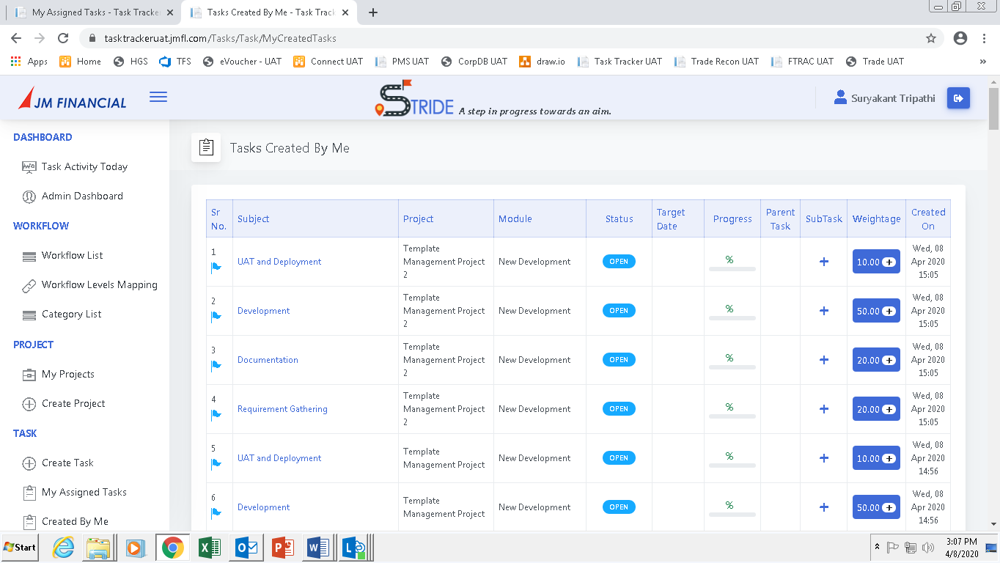 My Assigned Tasks - Task Tracker
Tasks Created By Me - Task Track
tasktrackeruat.jmfl.com/Tasks/Task/MyCreatedTasks
Apps Home HGS TFS eVoucher - UAT Connect UAT PMS UAT CorpDB UAT draw.io Task Tracker UAT Trade Recon UAT FTRAC UAT Trade UAT »
JM FINANCIAL
STRIDE A step in progress towards an aim.
Suryakant Tripathi
DASHBOARD
Task Activity Today
Admin Dashboard
WORKFLOW
Workflow List
Workflow Levels Mapping
Category List
PROJECT
My Projects
Create Project
TASK
Create Task
My Assigned Tasks
Created By Me
Tasks Created By Me
Sr No. Subject Project Module Status Target Date Progress Parent Task SubTask Weightage Created On
1 UAT and Deployment Template Management Project 2 New Development OPEN % + 10.00 + Wed, 08 Apr 2020 15:05
2 Development Template Management Project 2 New Development OPEN % + 50.00 + Wed, 08 Apr 2020 15:05
3 Documentation Template Management Project 2 New Development OPEN % + 20.00 + Wed, 08 Apr 2020 15:05
4 Requirement Gathering Template Management Project 2 New Development OPEN % + 20.00 + Wed, 08 Apr 2020 15:05
5 UAT and Deployment Template Management Project New Development OPEN % + 10.00 + Wed, 08 Apr 2020 14:56
6 Development Template Management Project New Development OPEN % + 50.00 + Wed, 08 Apr 2020 14:56
Start
3:07 PM
4/8/2020